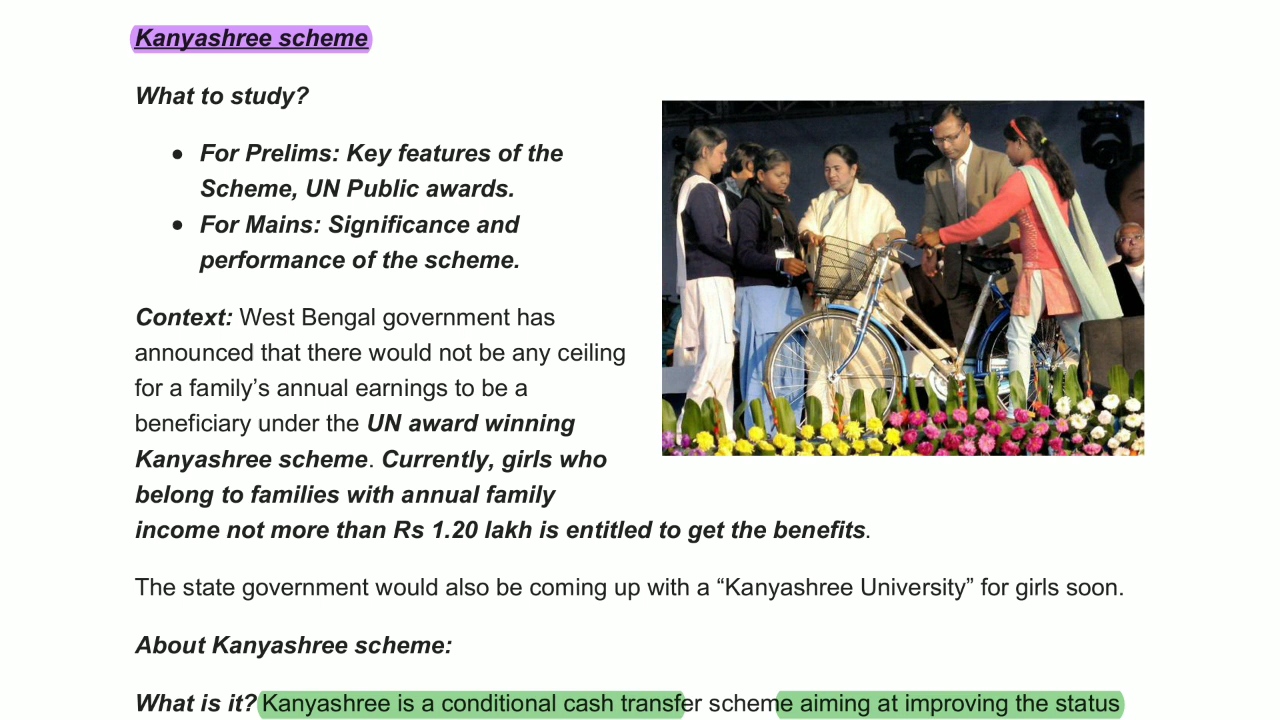 Kanyashree scheme
What to study?
● For Prelims: Key features of the
Scheme, UN Public awards.
● For Mains: Significance and
performance of the scheme.
Context: West Bengal government has
announced that there would not be any ceiling
for a family’s annual earnings to be a
beneficiary under the UN award winning
Kanyashree scheme. Currently, girls who
belong to families with annual family
income not more than Rs 1.20 lakh is entitled to get the benefits.
The state government would also be coming up with a “Kanyashree University” for girls soon.
About Kanyashree scheme:
What is it? Kanyashree is a conditional cash transfer scheme aiming at improving the status